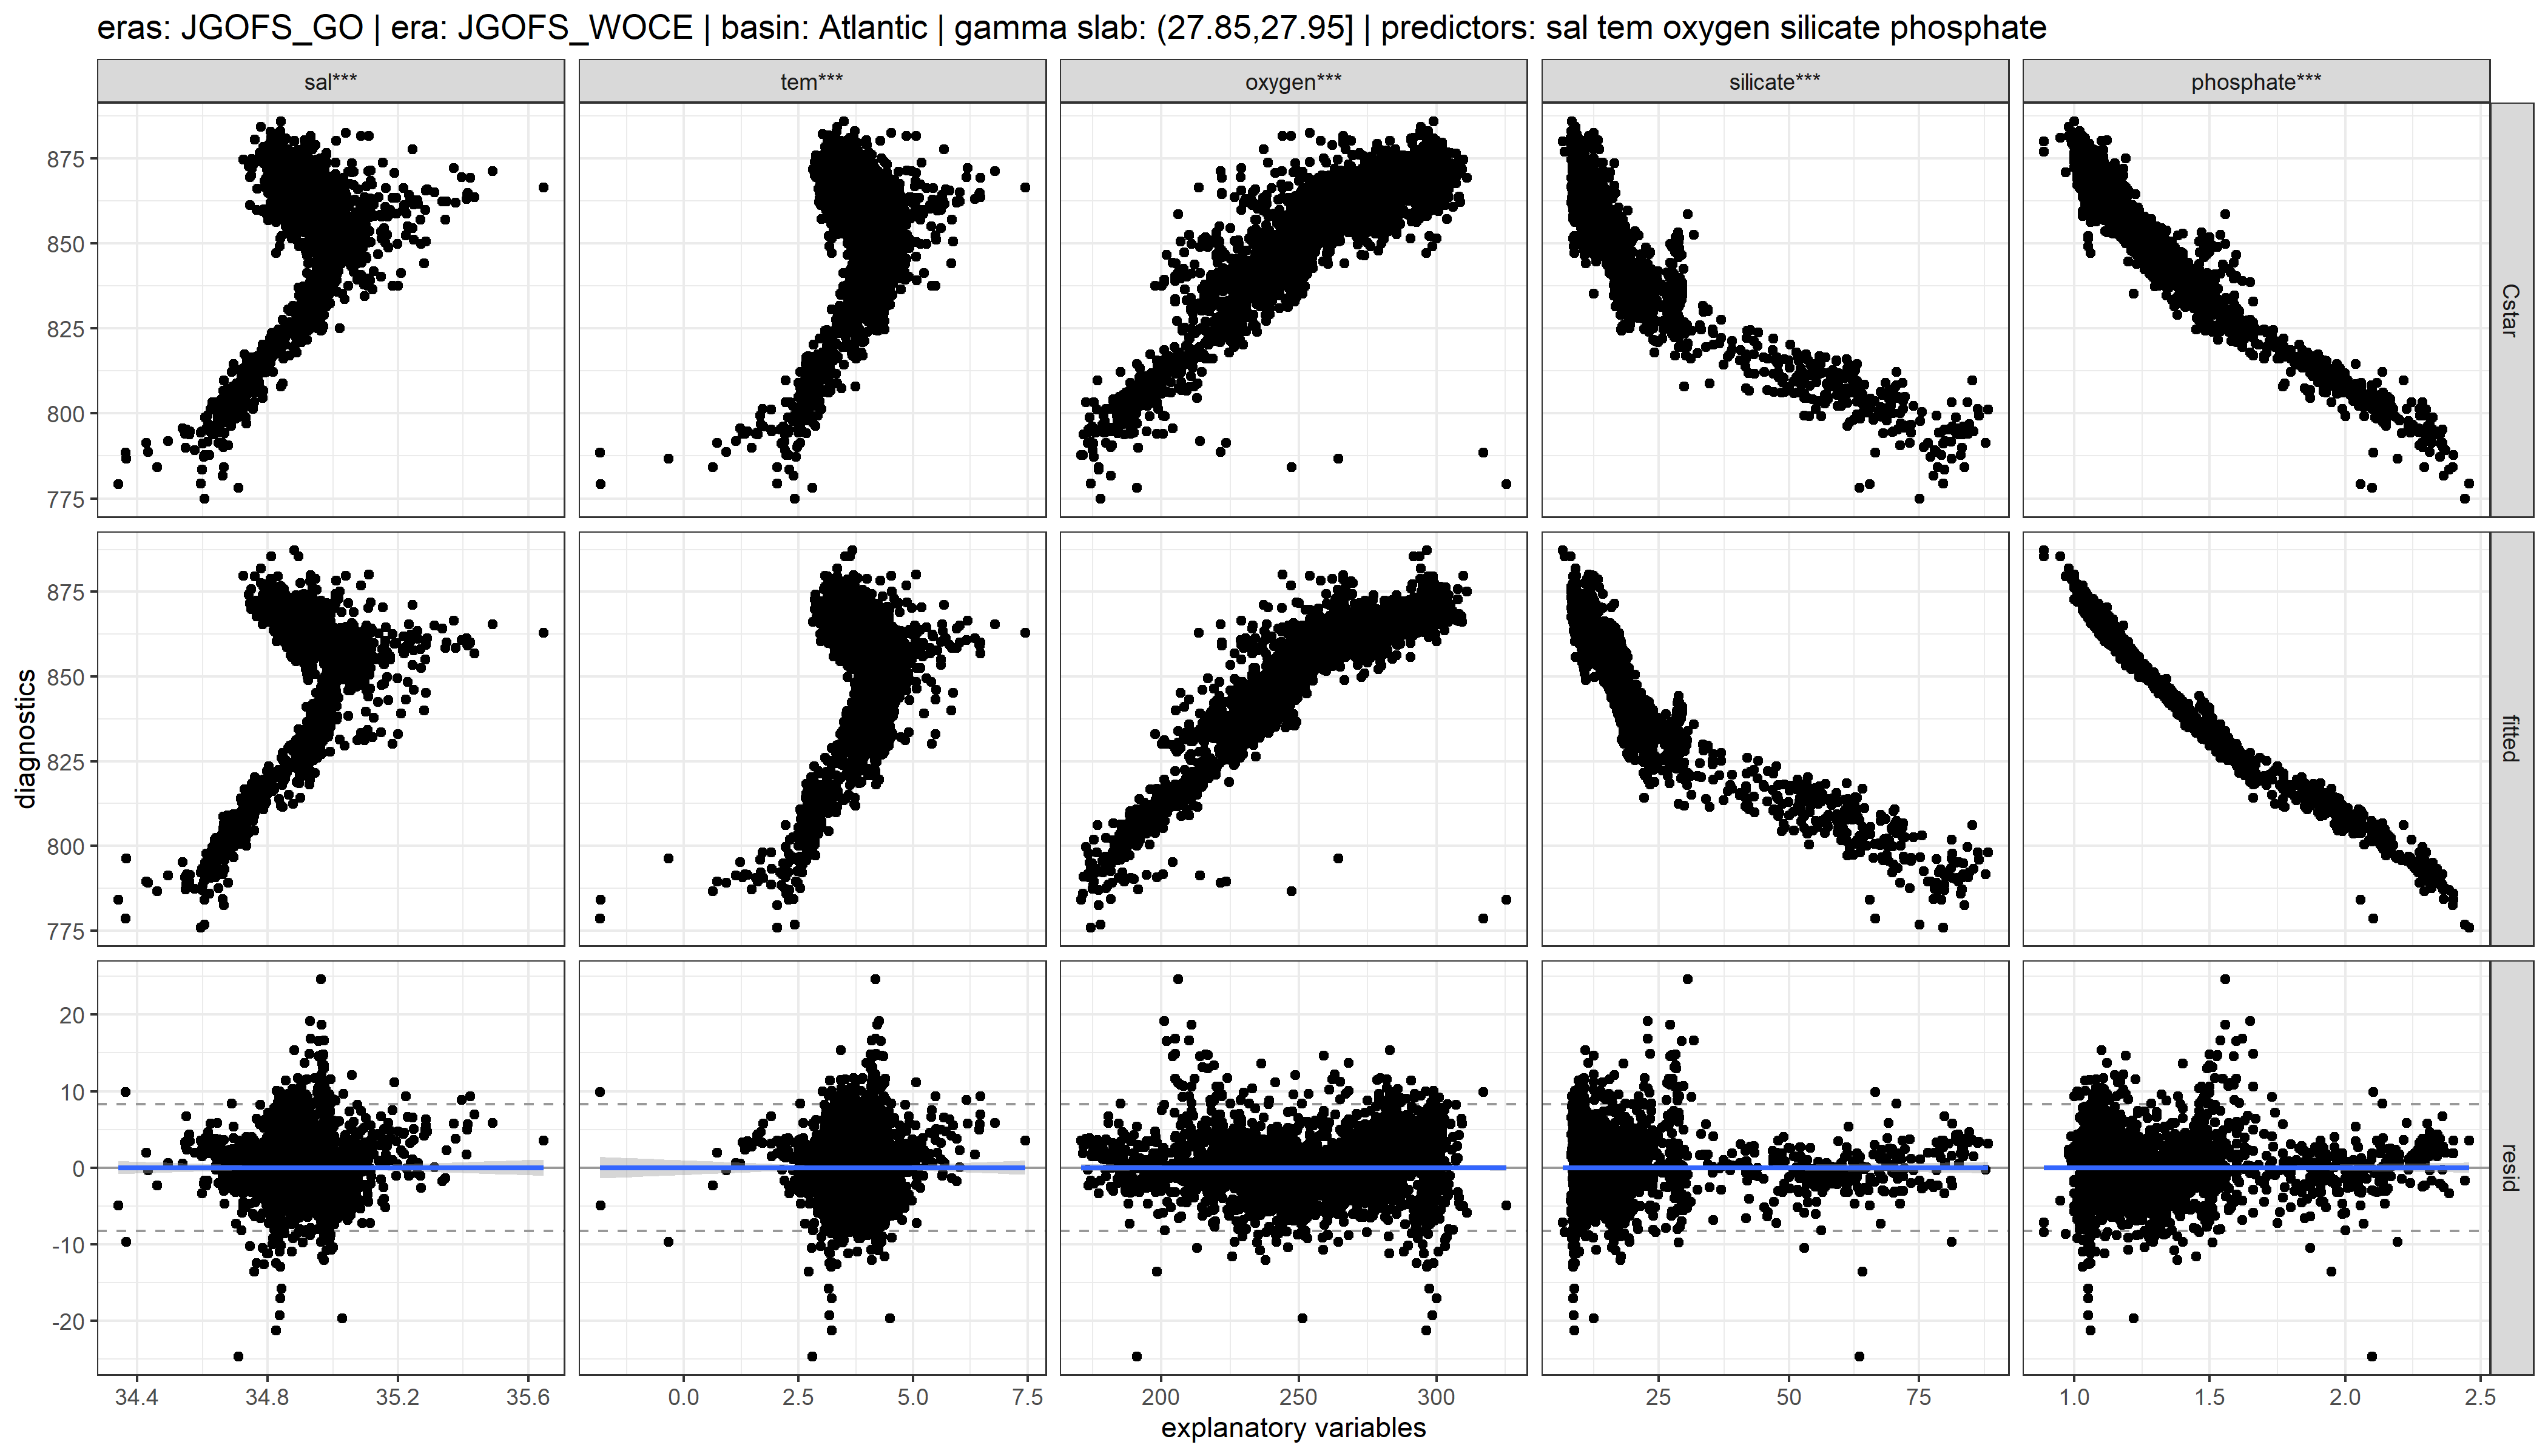 eras: JGOFS_GO | era: JGOFS_WOCE | basin: Atlantic | gamma slab: (27.85,27.95] | predictors: sal tem oxygen silicate phosphate
sal*** tem*** oxygen*** silicate*** phosphate***
875
850
825
800
775
Cstar
875
850
825
800
775
fitted
diagnostics
20
10
0
-10
-20
resid
34.4 34.8 35.2 35.6 0.0 2.5 5.0 7.5 200 250 300 25 50 75 1.0 1.5 2.0 2.5
explanatory variables